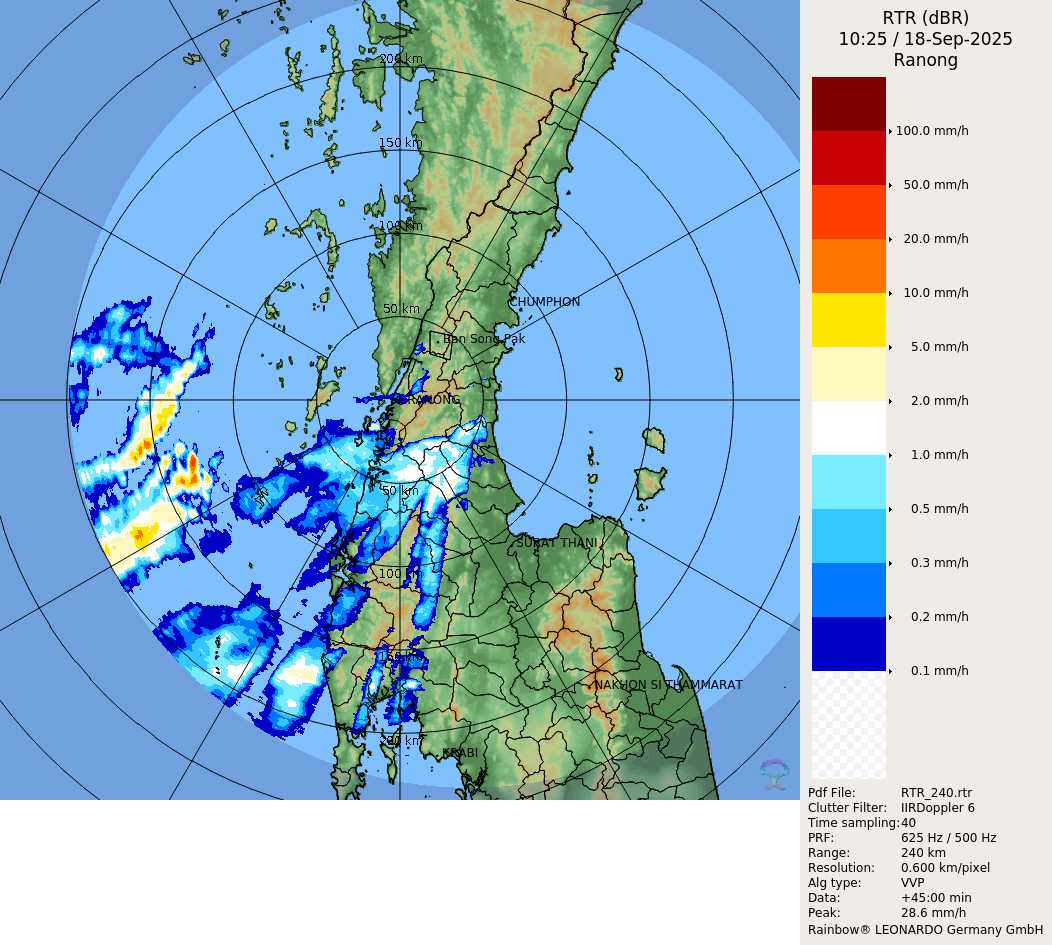 RTR (dBR)
10:25 / 18-Sep-2025
Ranong
200 km
150 km
100 km
50 km
CHUMPHON
Ban Song Pak
RANONG
50 km
SURAT THANI
100 km
150 km
NAKHON SI THAMMARAT
200 km
KRABI
100.0 mm/h
50.0 mm/h
20.0 mm/h
10.0 mm/h
5.0 mm/h
2.0 mm/h
1.0 mm/h
0.5 mm/h
0.3 mm/h
0.2 mm/h
0.1 mm/h
Pdf File: RTR_240.rtr
Clutter Filter: IIRDoppler 6
Time sampling:40
PRF: 625 Hz / 500 Hz
Range: 240 km
Resolution: 0.600 km/pixel
Alg type: VVP
Data: +45:00 min
Peak: 28.6 mm/h
Rainbow® LEONARDO Germany GmbH